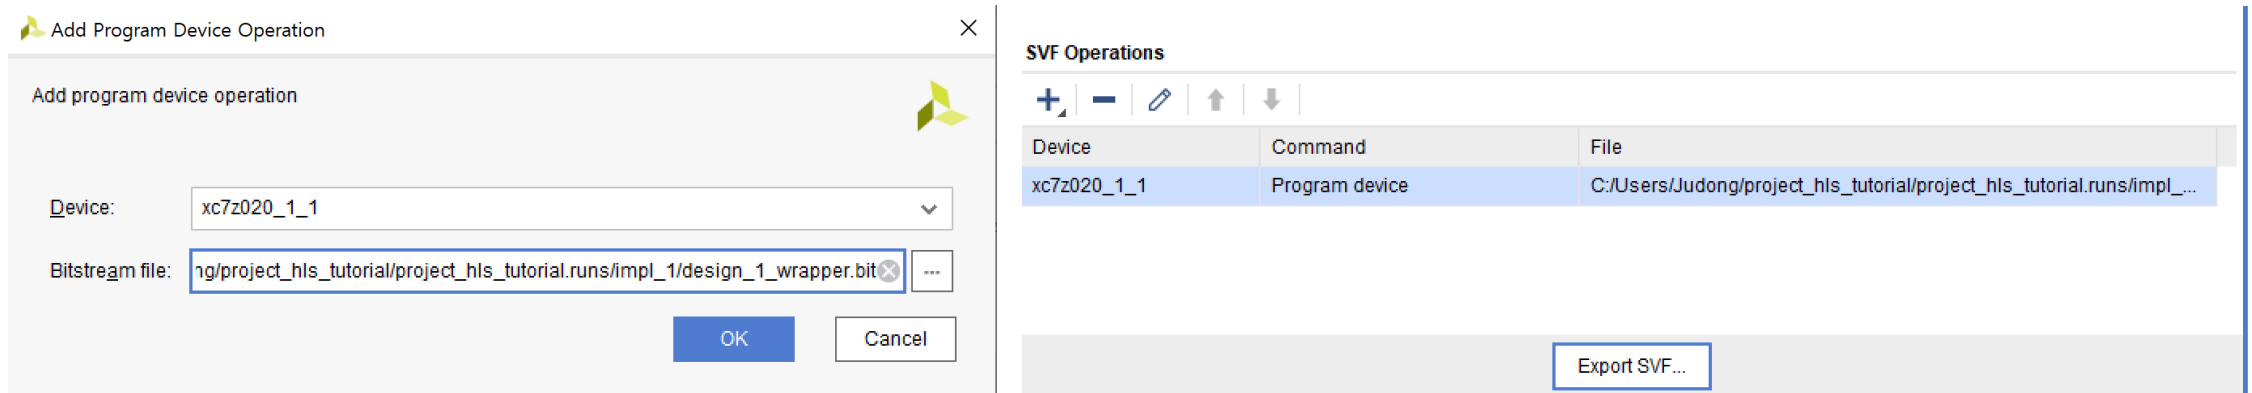 Add Program Device Operation
Add program device operation
Device: xc7z020_1_1
Bitstream file: ng/project_hls_tutorial/project_hls_tutorial.runs/impl_1/design_1_wrapper.bit ...
OK Cancel
SVF Operations
Device Command File
xc7z020_1_1 Program device C:/Users/Judong/project_hls_tutorial/project_hls_tutorial.runs/impl_...
Export SVF...